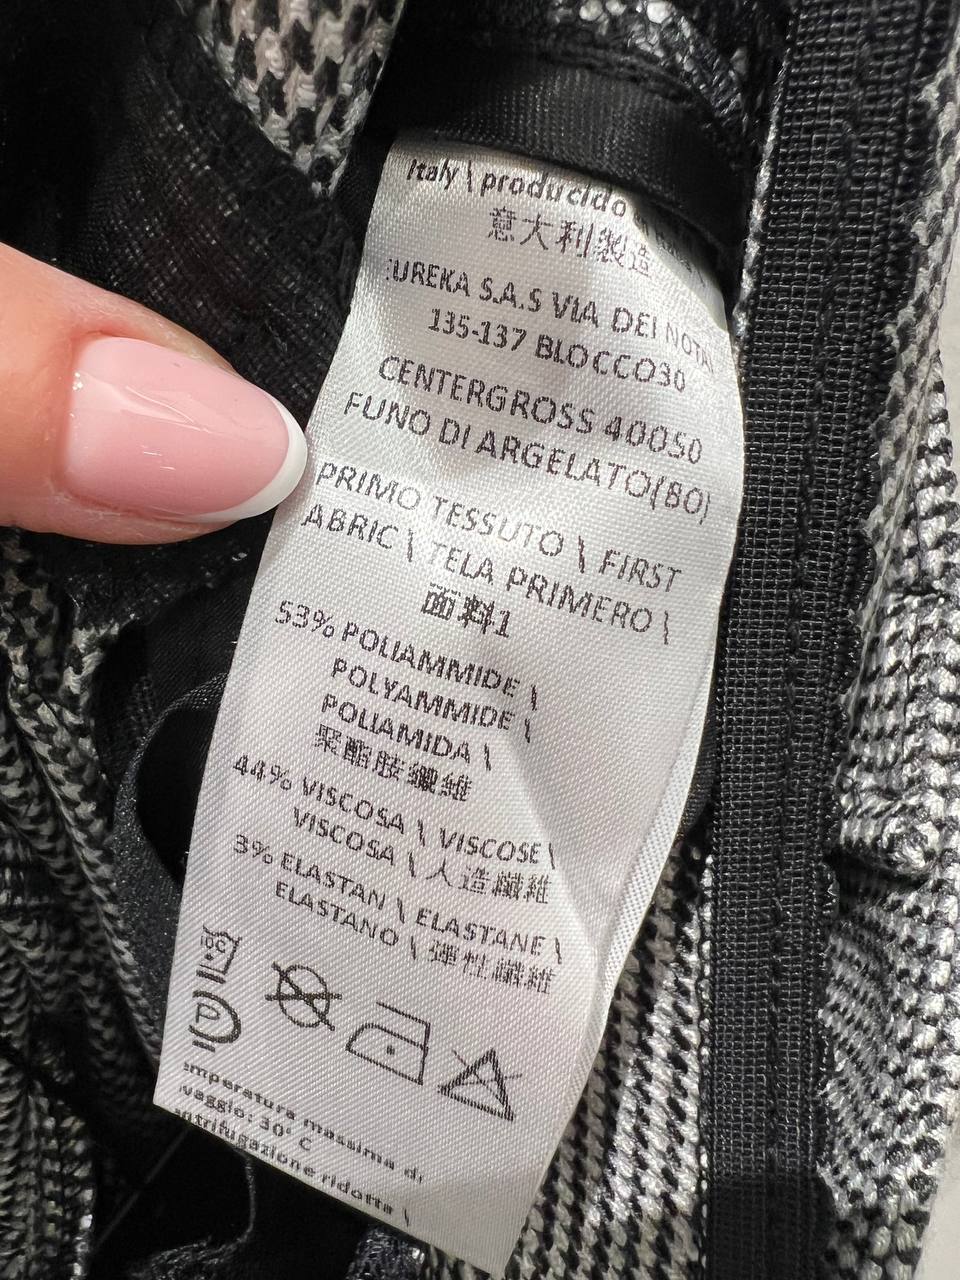 Italy \ producido
意大利製造
EUREKA S.A.S VIA DEI NOTAI
135-137 BLOCCO30
CENTERGROSS 40050
FUNO DI ARGELATO(BO)
PRIMO TESSUTO \ FIRST
ABRIC \ TELA PRIMERO \
面料1
53% POLIAMMIDE \
POLYAMMIDE \
POLIAMIDA \
聚酯胺纖維
44% VISCOSA \ VISCOSE \
VISCOSA \ 人造纖維
3% ELASTAN \ ELASTANE \
ELASTANO \ 彈性纖維
mperatura massima di
vaggio: 30° C
ntrifugazione ridotta \